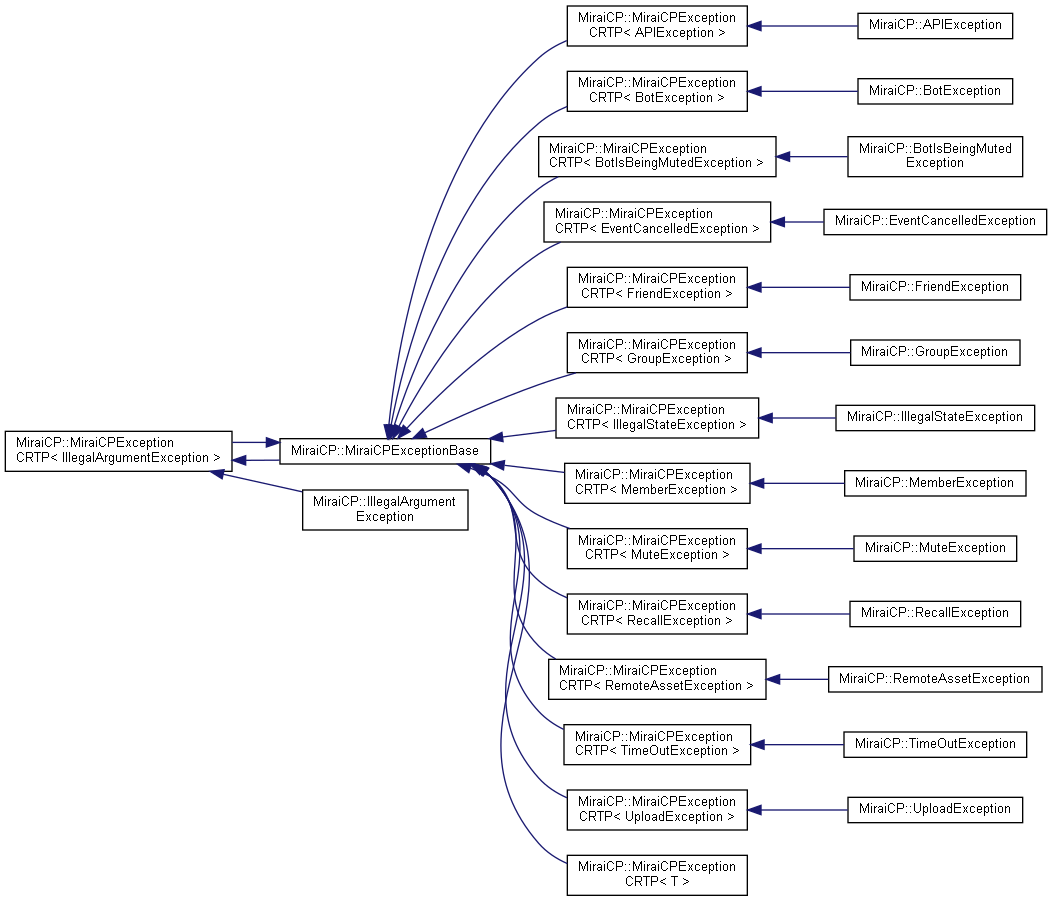 MiraiCP::MiraiCPException
CRTP< APIException >
MiraiCP::APIException
MiraiCP::MiraiCPException
CRTP< BotException >
MiraiCP::BotException
MiraiCP::MiraiCPException
CRTP< BotIsBeingMutedException >
MiraiCP::BotIsBeingMuted
Exception
MiraiCP::MiraiCPException
CRTP< EventCancelledException >
MiraiCP::EventCancelledException
MiraiCP::MiraiCPException
CRTP< FriendException >
MiraiCP::FriendException
MiraiCP::MiraiCPException
CRTP< GroupException >
MiraiCP::GroupException
MiraiCP::MiraiCPException
CRTP< IllegalStateException >
MiraiCP::IllegalStateException
MiraiCP::MiraiCPException
CRTP< IllegalArgumentException >
MiraiCP::MiraiCPExceptionBase
MiraiCP::IllegalArgument
Exception
MiraiCP::MiraiCPException
CRTP< MemberException >
MiraiCP::MemberException
MiraiCP::MiraiCPException
CRTP< MuteException >
MiraiCP::MuteException
MiraiCP::MiraiCPException
CRTP< RecallException >
MiraiCP::RecallException
MiraiCP::MiraiCPException
CRTP< RemoteAssetException >
MiraiCP::RemoteAssetException
MiraiCP::MiraiCPException
CRTP< TimeOutException >
MiraiCP::TimeOutException
MiraiCP::MiraiCPException
CRTP< UploadException >
MiraiCP::UploadException
MiraiCP::MiraiCPException
CRTP< T >